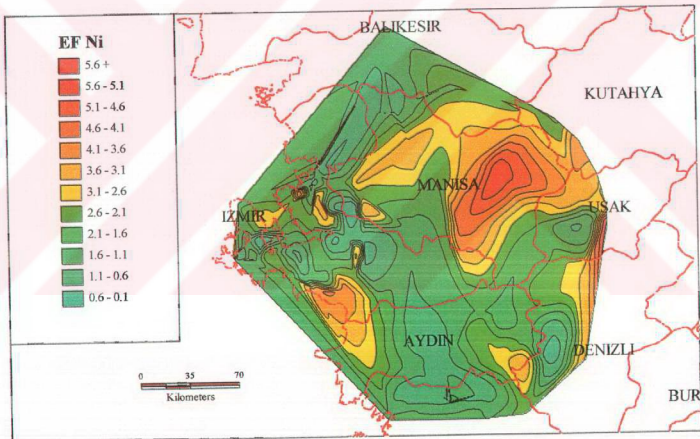 BALIKESIR
EF Ni
5.6 +
5.6 - 5.1
5.1 - 4.6
4.6 - 4.1
4.1 - 3.6
3.6 - 3.1
3.1 - 2.6
2.6 - 2.1
2.1 - 1.6
1.6 - 1.1
1.1 - 0.6
0.6 - 0.1
KUTAHYA
MANISA
USAK
IZMIR
AYDIN
DENIZLI
BUR
0 35 70
Kilometers